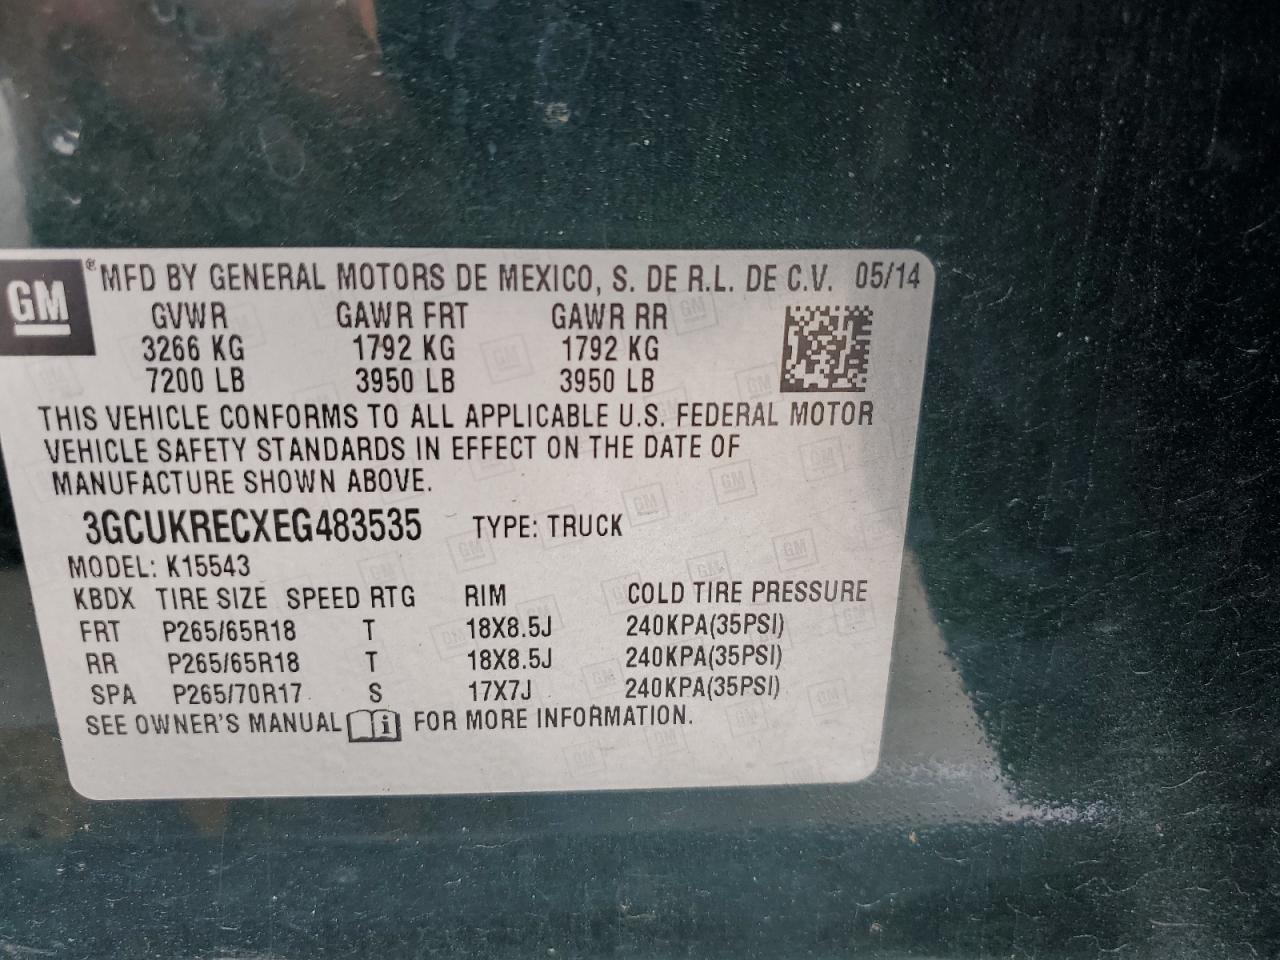 GM ® MFD BY GENERAL MOTORS DE MEXICO, S. DE R.L. DE C.V. 05/14
GVWR GAWR FRT GAWR RR
3266 KG 1792 KG 1792 KG
7200 LB 3950 LB 3950 LB
THIS VEHICLE CONFORMS TO ALL APPLICABLE U.S. FEDERAL MOTOR
VEHICLE SAFETY STANDARDS IN EFFECT ON THE DATE OF
MANUFACTURE SHOWN ABOVE.
3GCUKRECXEG483535 TYPE: TRUCK
MODEL: K15543
KBDX TIRE SIZE SPEED RTG RIM COLD TIRE PRESSURE
FRT P265/65R18 T 18X8.5J 240KPA(35PSI)
RR P265/65R18 T 18X8.5J 240KPA(35PSI)
SPA P265/70R17 S 17X7J 240KPA(35PSI)
SEE OWNER'S MANUAL i FOR MORE INFORMATION.